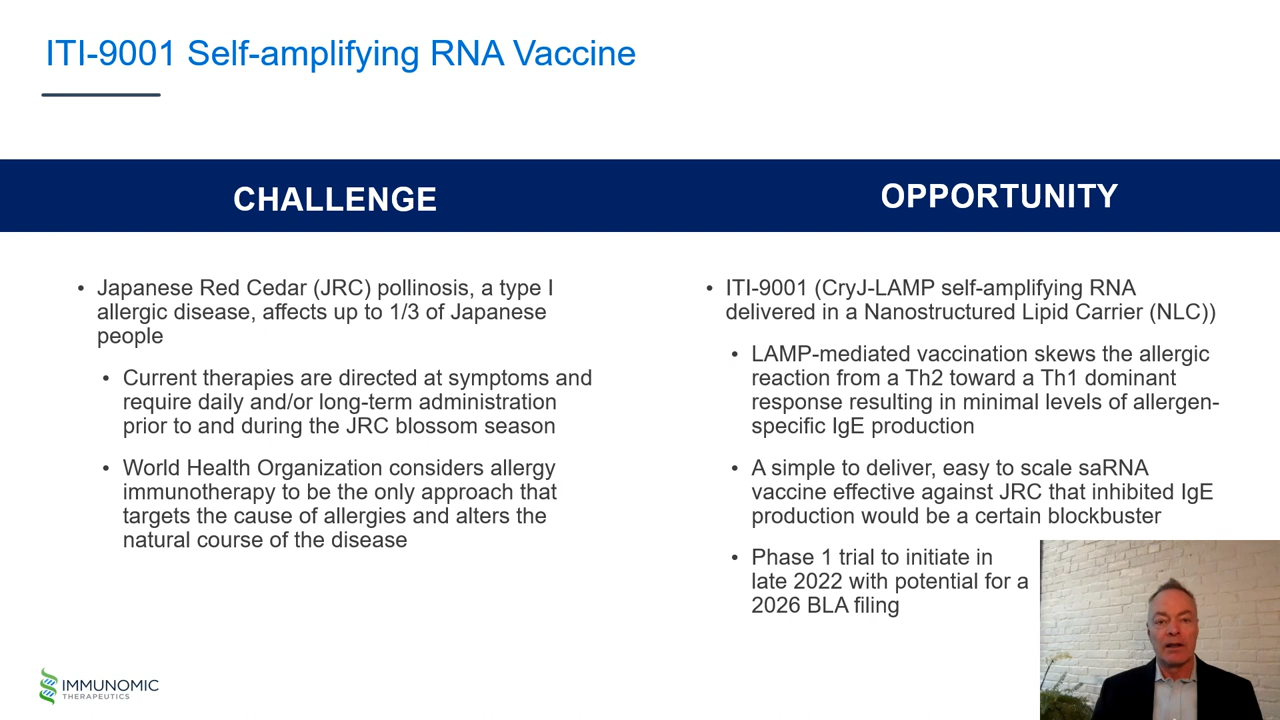 ITI-9001 Self-amplifying RNA Vaccine
CHALLENGE
• Japanese Red Cedar (JRC) pollinosis, a type I
allergic disease, affects up to 1/3 of Japanese
people
• Current therapies are directed at symptoms and
require daily and/or long-term administration
prior to and during the JRC blossom season
• World Health Organization considers allergy
immunotherapy to be the only approach that
targets the cause of allergies and alters the
natural course of the disease
OPPORTUNITY
• ITI-9001 (CryJ-LAMP self-amplifying RNA
delivered in a Nanostructured Lipid Carrier (NLC))
• LAMP-mediated vaccination skews the allergic
reaction from a Th2 toward a Th1 dominant
response resulting in minimal levels of allergen-
specific IgE production
• A simple to deliver, easy to scale saRNA
vaccine effective against JRC that inhibited IgE
production would be a certain blockbuster
• Phase 1 trial to initiate in
late 2022 with potential for a
2026 BLA filing
IMMUNOMIC
THERAPEUTICS